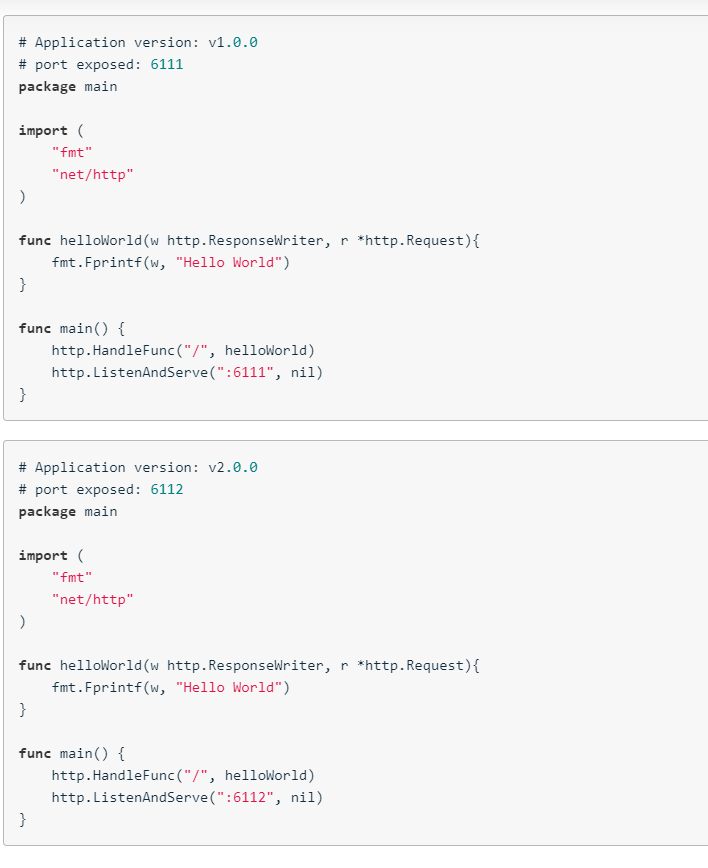 # Application version: v1.0.0
# port exposed: 6111
package main
import (
    "fmt"
    "net/http"
)
func helloWorld(w http.ResponseWriter, r *http.Request){
    fmt.Fprintf(w, "Hello World")
}
func main() {
    http.HandleFunc("/", helloWorld)
    http.ListenAndServe(":6111", nil)
}
# Application version: v2.0.0
# port exposed: 6112
package main
import (
    "fmt"
    "net/http"
)
func helloWorld(w http.ResponseWriter, r *http.Request){
    fmt.Fprintf(w, "Hello World")
}
func main() {
    http.HandleFunc("/", helloWorld)
    http.ListenAndServe(":6112", nil)
}